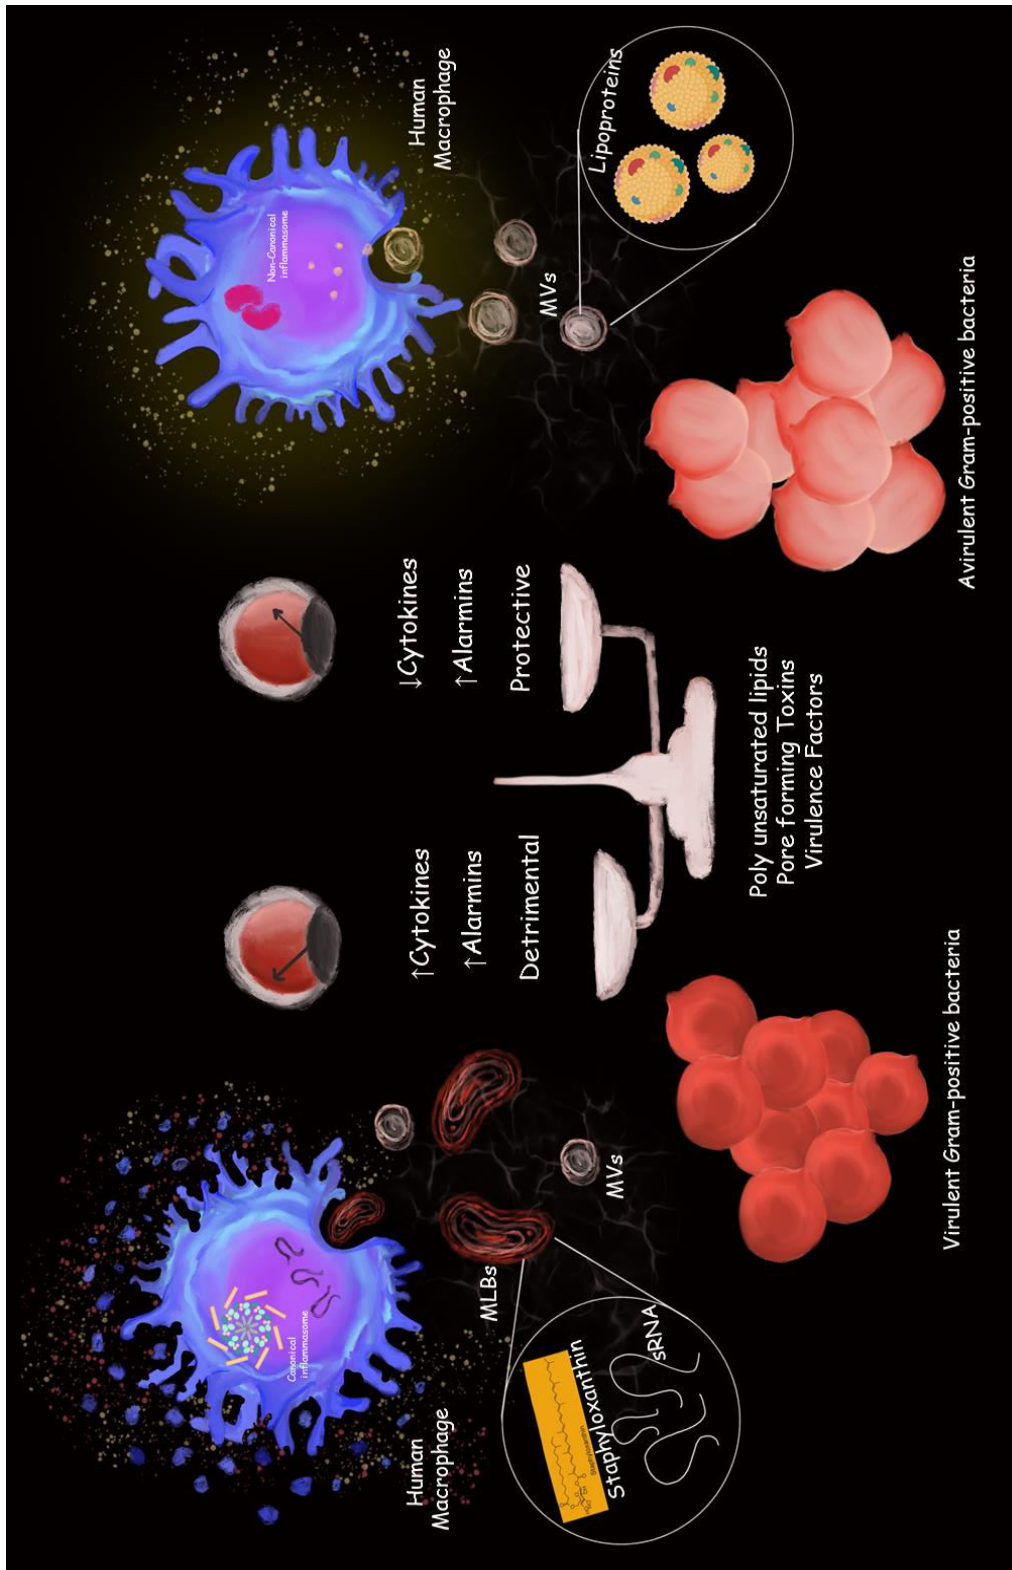 Human
Macrophage
Canonical
inflammasome
MLBs
MVs
Staphyloxanthin
Staphyloxanthin
sRNA
Virulent Gram-positive bacteria
↑Cytokines
↑Alarmins
Detrimental
↓Cytokines
↑Alarmins
Protective
Poly unsaturated lipids
Pore forming Toxins
Virulence Factors
Human
Macrophage
Non-Canonical
inflammasome
MVs
Lipoproteins
Avirulent Gram-positive bacteria